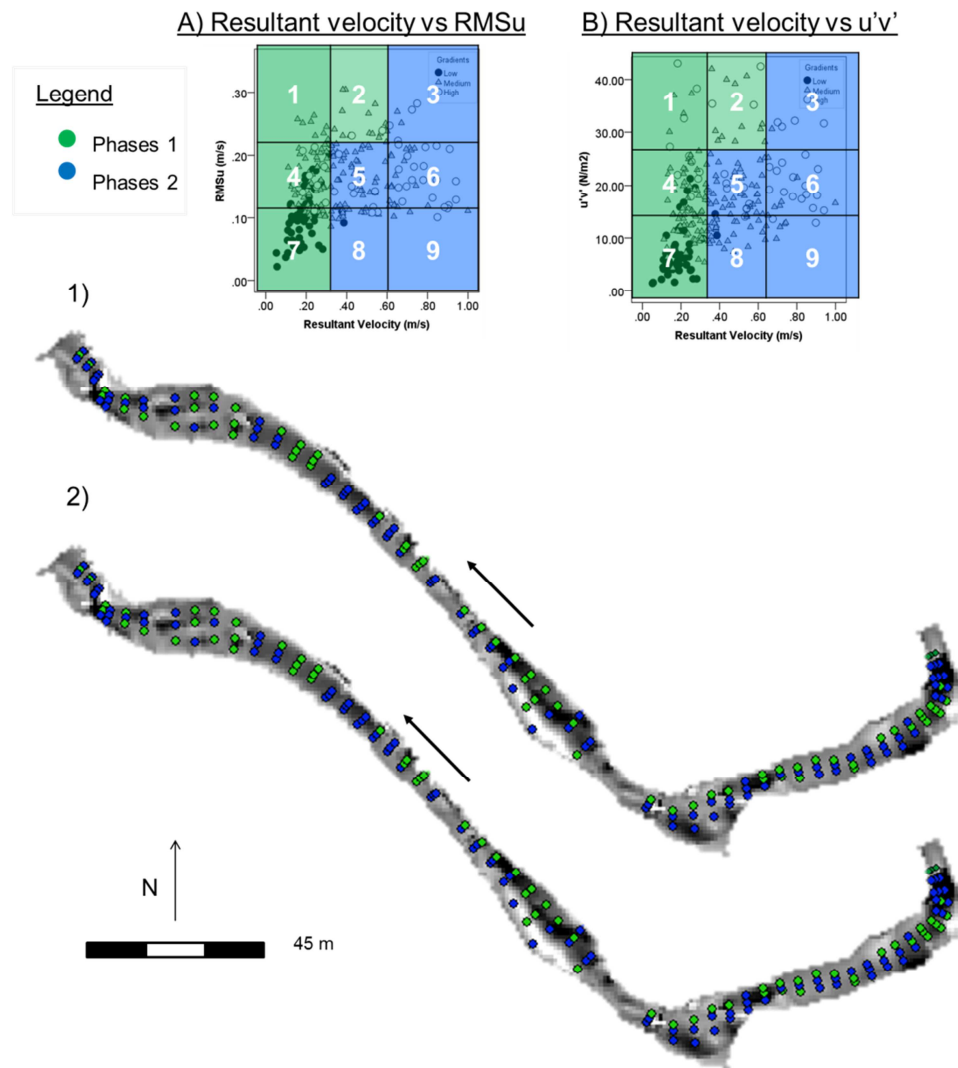 A) Resultant velocity vs RMSu
B) Resultant velocity vs u'v'
Legend
Phases 1
Phases 2
Gradients
Low
Medium
High
1 2 3
4 5 6
7 8 9
.30
.20
.10
.00
RMSu (m/s)
.00 .20 .40 .60 .80 1.00
Resultant Velocity (m/s)
Gradients
Low
Medium
High
1 2 3
4 5 6
7 8 9
40.00
30.00
20.00
10.00
.00
u'v' (N/m2)
.00 .20 .40 .60 .80 1.00
Resultant Velocity (m/s)
1)
2)
N
45 m